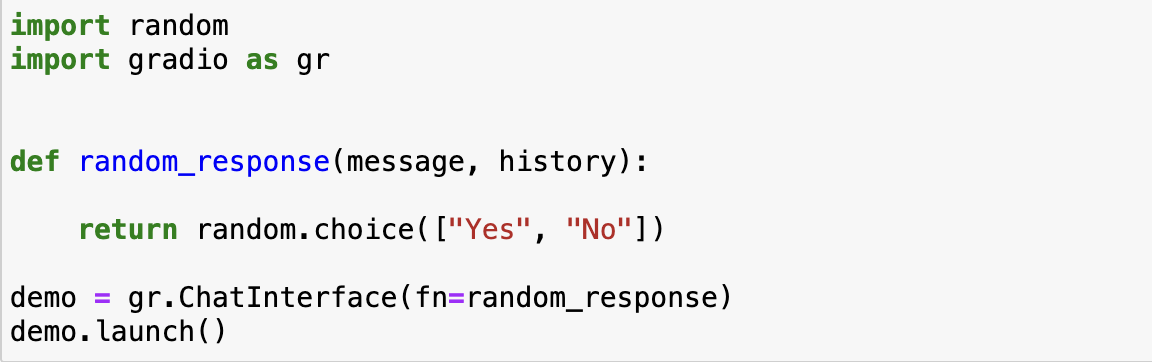 import random
import gradio as gr
def random_response(message, history):
return random.choice(["Yes", "No"])
demo = gr.ChatInterface(fn=random_response)
demo.launch()